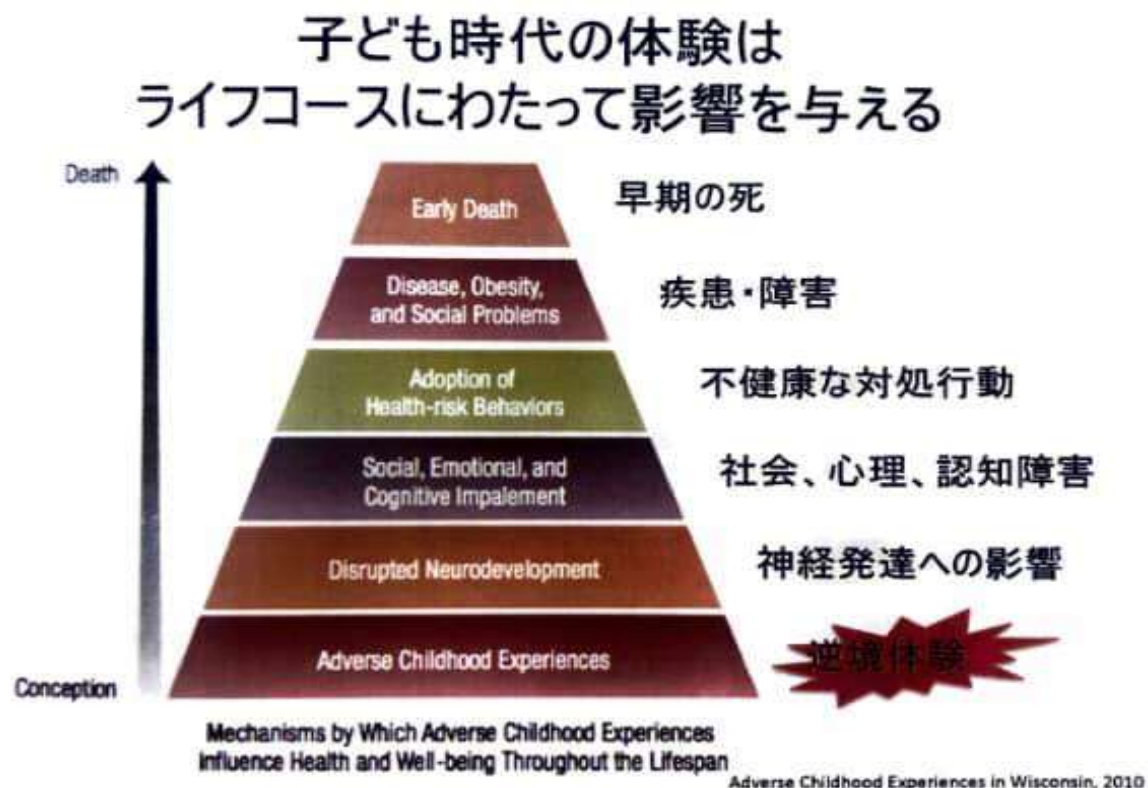 子ども時代の体験は
ライフコースにわたって影響を与える
Death
Early Death
早期の死
Disease, Obesity,
and Social Problems
疾患・障害
Adoption of
Health-risk Behaviors
不健康な対処行動
Social, Emotional, and
Cognitive Impalement
社会、心理、認知障害
Disrupted Neurodevelopment
神経発達への影響
Adverse Childhood Experiences
逆境体験
Conception
Mechanisms by Which Adverse Childhood Experiences
Influence Health and Well-being Throughout the Lifespan
Adverse Childhood Experiences in Wisconsin, 2010